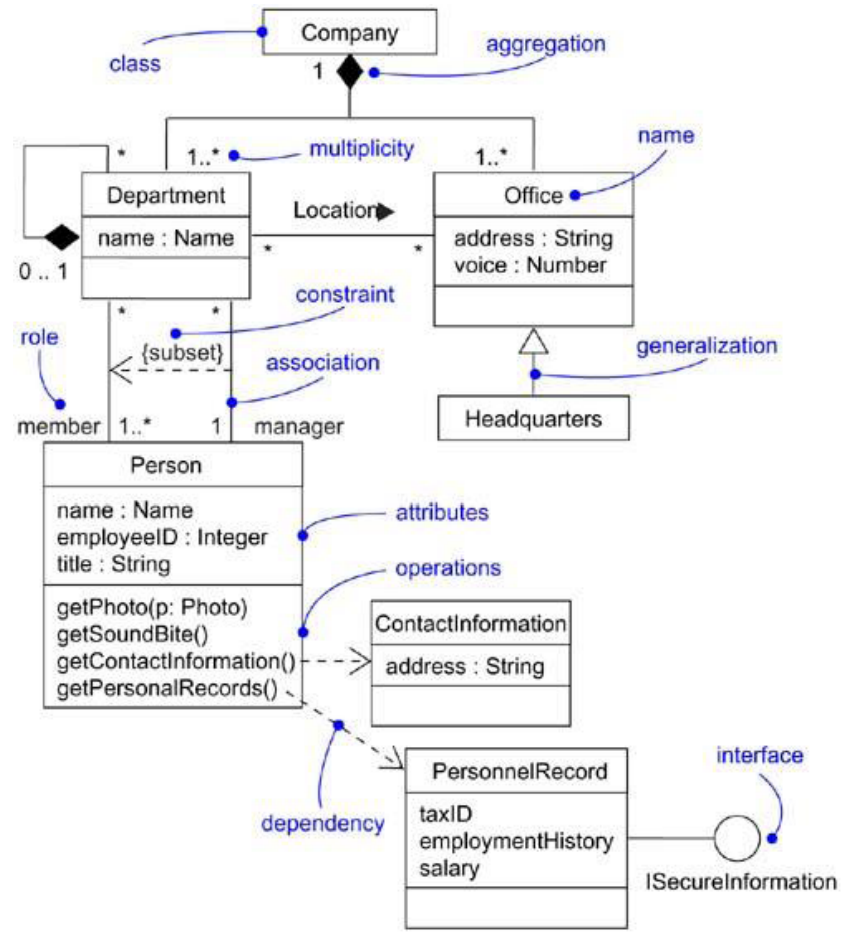 Company
class
1
aggregation
*
1..*
multiplicity
1..*
name
Department
Location
Office
name : Name
address : String
voice : Number
*
*
0 .. 1
*
*
constraint
role
{subset}
association
generalization
member
1..*
1
manager
Headquarters
Person
name : Name
employeeID : Integer
title : String
attributes
operations
getPhoto(p: Photo)
getSoundBite()
getContactInformation()
getPersonalRecords()
ContactInformation
address : String
dependency
PersonnelRecord
taxID
employmentHistory
salary
interface
ISecureInformation